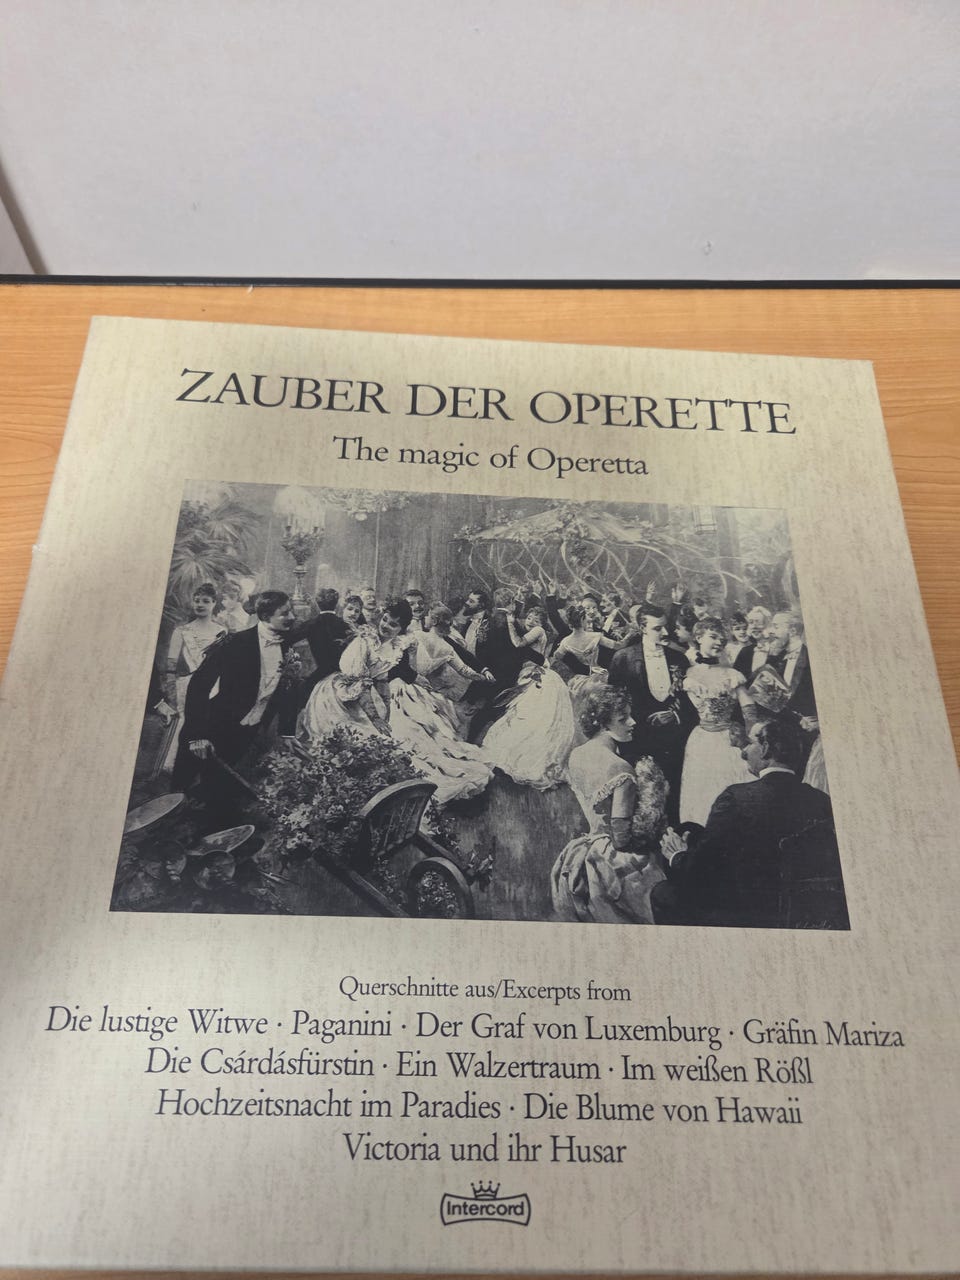 ZAUBER DER OPERETTE
The magic of Operetta
Querschnitte aus/Excerpts from
Die lustige Witwe · Paganini · Der Graf von Luxemburg · Gräfin Mariza
Die Csárdásfürstin · Ein Walzertraum · Im weißen Rößl
Hochzeitsnacht im Paradies · Die Blume von Hawaii
Victoria und ihr Husar
Intercord